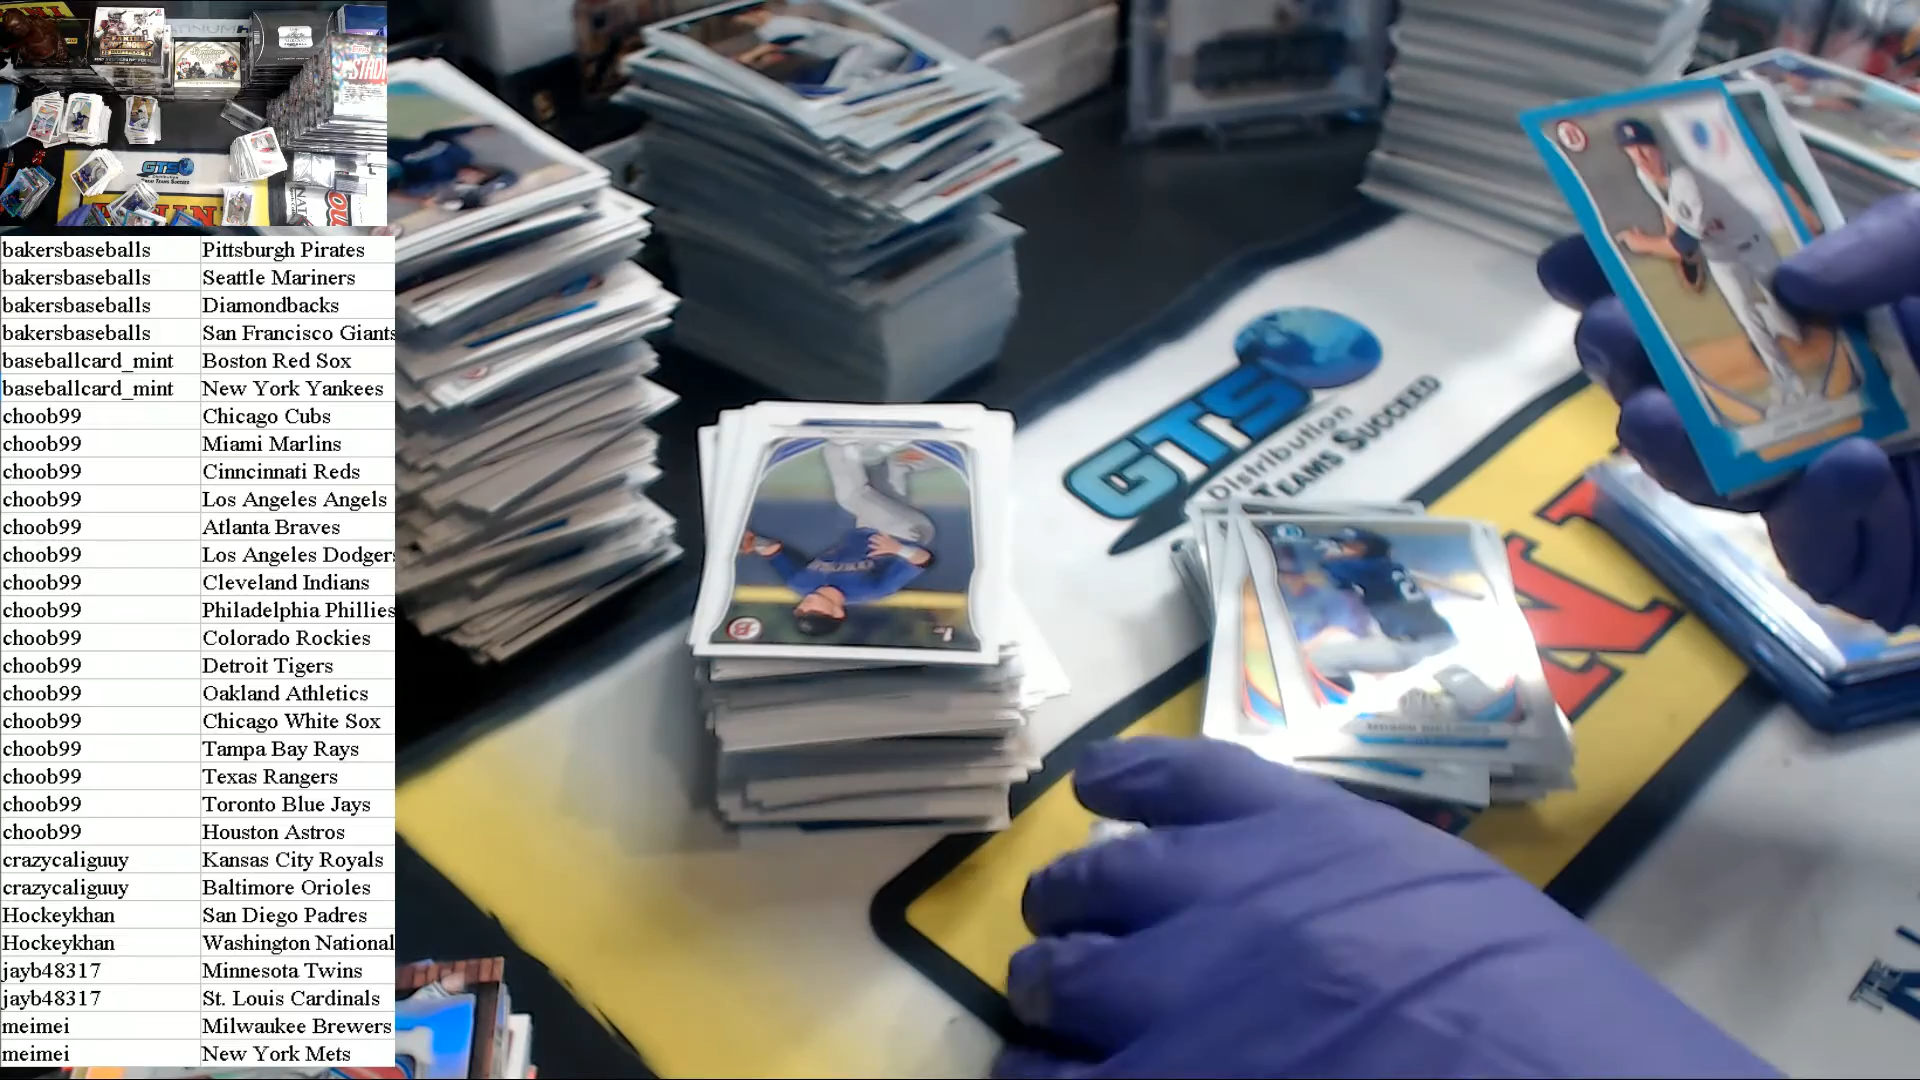 bakersbaseballs Pittsburgh Pirates
bakersbaseballs Seattle Mariners
bakersbaseballs Diamondbacks
bakersbaseballs San Francisco Giants
baseballcard_mint Boston Red Sox
baseballcard_mint New York Yankees
choob99 Chicago Cubs
choob99 Miami Marlins
choob99 Cinncinnati Reds
choob99 Los Angeles Angels
choob99 Atlanta Braves
choob99 Los Angeles Dodgers
choob99 Cleveland Indians
choob99 Philadelphia Phillies
choob99 Colorado Rockies
choob99 Detroit Tigers
choob99 Oakland Athletics
choob99 Chicago White Sox
choob99 Tampa Bay Rays
choob99 Texas Rangers
choob99 Toronto Blue Jays
choob99 Houston Astros
crazycaliguuy Kansas City Royals
crazycaliguuy Baltimore Orioles
Hockeykhan San Diego Padres
Hockeykhan Washington National
jayb48317 Minnesota Twins
jayb48317 St. Louis Cardinals
meimei Milwaukee Brewers
meimei New York Mets
GTS
Distribution
TEAMS SUCCEED
THE